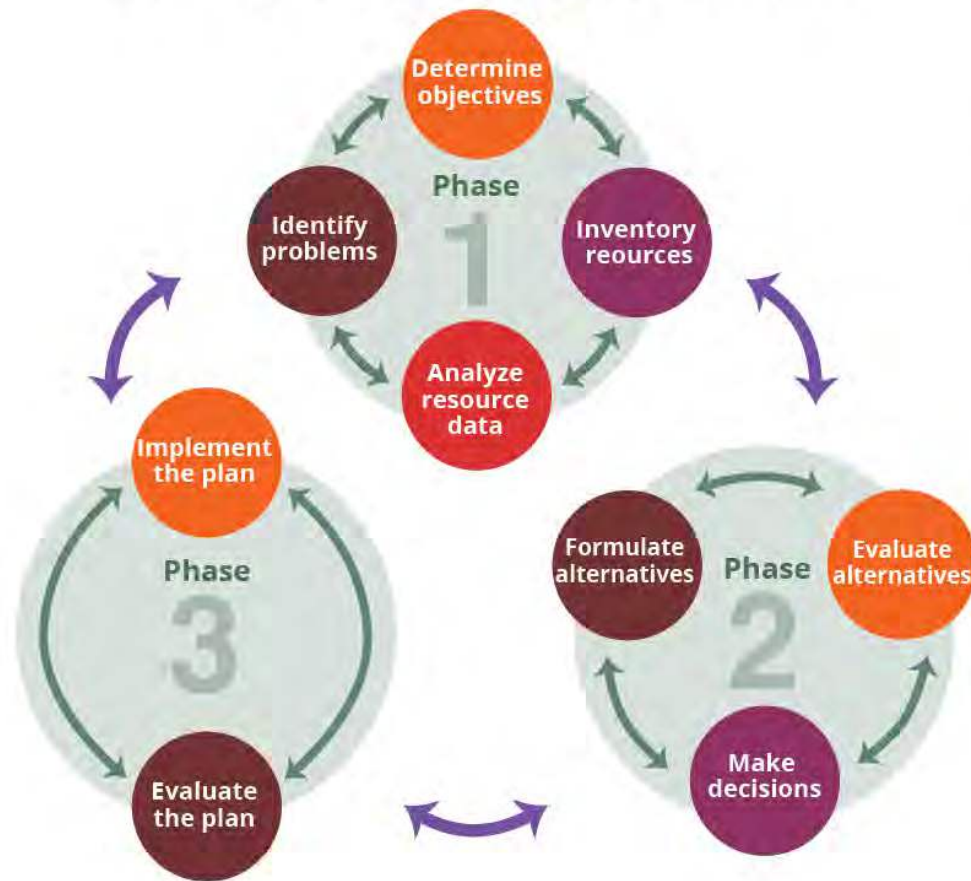 Determine
objectives
Phase
1
Identify
problems
Inventory
reources
Analyze
resource
data
Implement
the plan
Phase
3
Evaluate
the plan
Formulate
alternatives
Phase
2
Evaluate
alternatives
Make
decisions